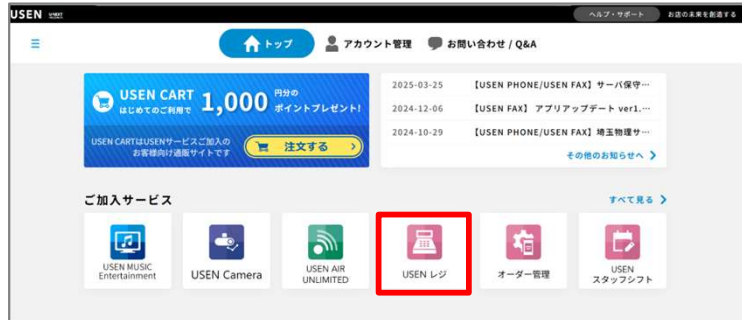 USEN
ヘルプ・サポート
お店の未来を創造する
トップ
アカウント管理
お問い合わせ / Q&A
USEN CART
はじめてのご利用で
1,000
円分の
ポイントプレゼント!
USEN CARTはUSENサービスご加入の
お客様向け通販サイトです
注文する
2025-03-25 【USEN PHONE/USEN FAX】サーバ保守…
2024-12-06 【USEN FAX】 アプリアップデート ver1.…
2024-10-29 【USEN PHONE/USEN FAX】埼玉物理サ…
その他のお知らせへ
ご加入サービス
すべて見る
USEN MUSIC
Entertainment
USEN Camera
USEN AIR
UNLIMITED
USEN レジ
オーダー管理
USEN
スタッフシフト